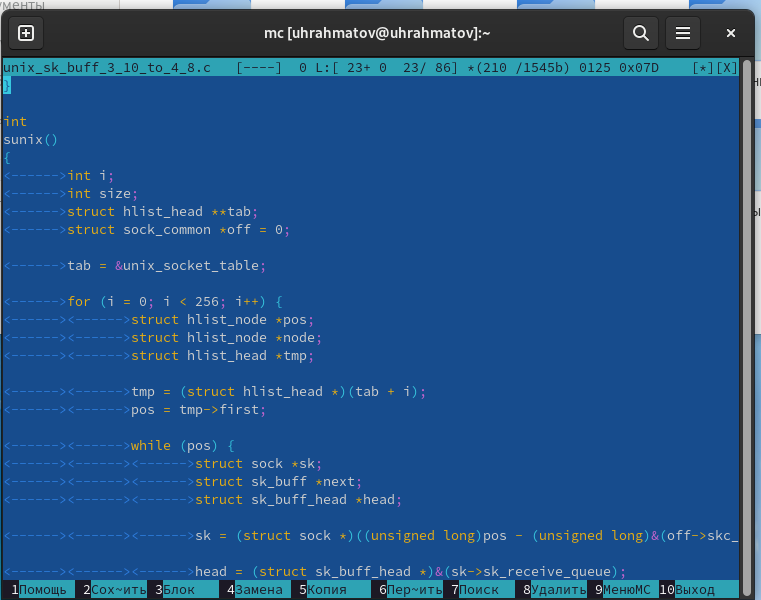 ументы
mc [uhrahmatov@uhrahmatov]:~
unix_sk_buff_3_10_to_4_8.c   [----]  0 L:[ 23+ 0  23/ 86] *(210 /1545b) 0125 0x07D    [*][X]
}
int
sunix()
{
<------>int i;
<------>int size;
<------>struct hlist_head **tab;
<------>struct sock_common *off = 0;
<------>tab = &unix_socket_table;
<------>for (i = 0; i < 256; i++) {
<------><------>struct hlist_node *pos;
<------><------>struct hlist_node *node;
<------><------>struct hlist_head *tmp;
<------><------>tmp = (struct hlist_head *)(tab + i);
<------><------>pos = tmp->first;
<------><------>while (pos) {
<------><------><------>struct sock *sk;
<------><------><------>struct sk_buff *next;
<------><------><------>struct sk_buff_head *head;
<------><------><------>sk = (struct sock *)((unsigned long)pos - (unsigned long)&(off->skc_
<------><------><------>head = (struct sk_buff_head *)&(sk->sk_receive_queue);
1Помощь 2Сох~ить 3Блок 4Замена 5Копия 6Пер~ить 7Поиск 8Удалить 9МенюMC 10Выход